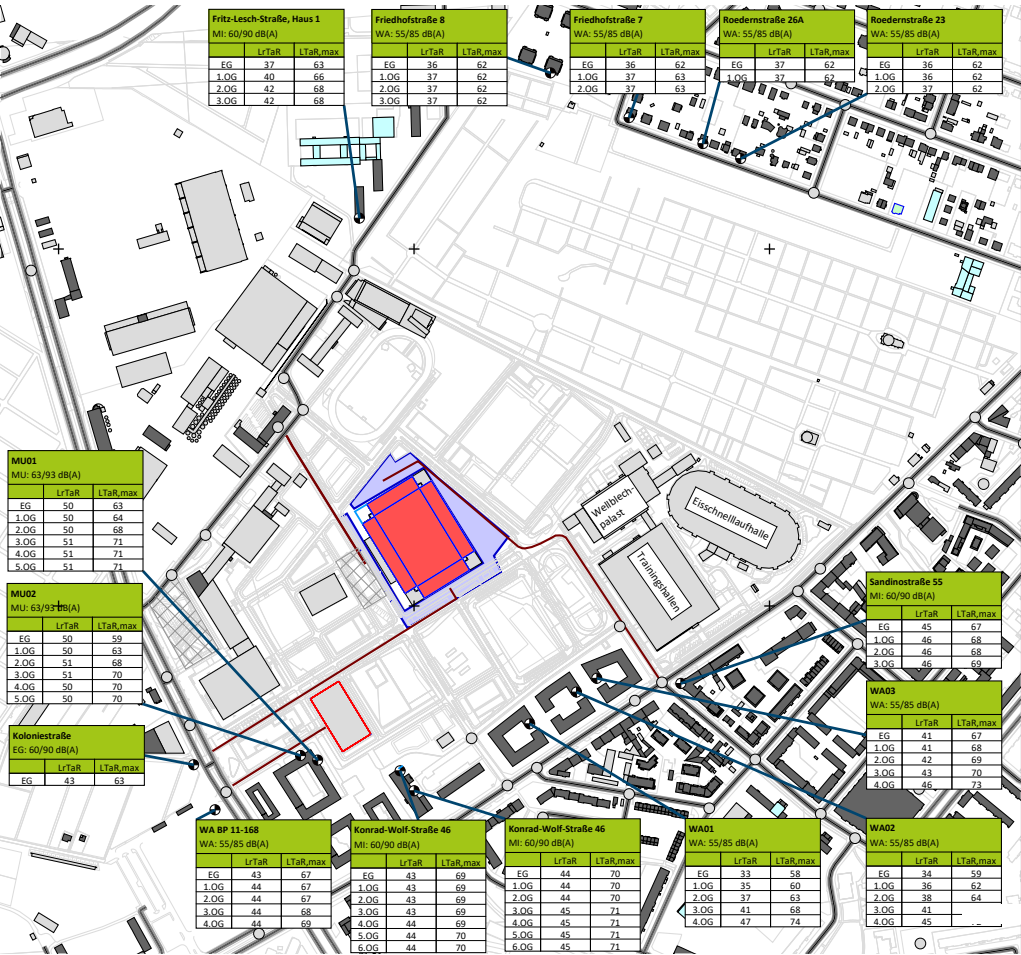 Fritz-Lesch-Straße, Haus 1
MI: 60/90 dB(A)
LrTaR LTaR,max
EG 37 63
1.OG 40 66
2.OG 42 68
3.OG 42 68
Friedhofstraße 8
WA: 55/85 dB(A)
LrTaR LTaR,max
EG 36 62
1.OG 37 62
2.OG 37 62
3.OG 37 62
Friedhofstraße 7
WA: 55/85 dB(A)
LrTaR LTaR,max
EG 36 62
1.OG 37 63
2.OG 37 63
Roedernstraße 26A
WA: 55/85 dB(A)
LrTaR LTaR,max
EG 37 62
1.OG 37 62
Roedernstraße 23
WA: 55/85 dB(A)
LrTaR LTaR,max
EG 36 62
1.OG 36 62
2.OG 37 62
MU01
MU: 63/93 dB(A)
LrTaR LTaR,max
EG 50 63
1.OG 50 64
2.OG 50 68
3.OG 51 71
4.OG 51 71
5.OG 51 71
Wellblech-
palast
Eisschnellaufhalle
Trainingshallen
MU02
MU: 63/93 dB(A)
LrTaR LTaR,max
EG 50 59
1.OG 50 63
2.OG 51 68
3.OG 51 70
4.OG 50 70
5.OG 50 70
Sandinostraße 55
MI: 60/90 dB(A)
LrTaR LTaR,max
EG 45 67
1.OG 46 68
2.OG 46 68
3.OG 46 69
WA03
WA: 55/85 dB(A)
LrTaR LTaR,max
EG 41 67
1.OG 41 68
2.OG 42 69
3.OG 43 70
4.OG 46 73
Koloniestraße
EG: 60/90 dB(A)
LrTaR LTaR,max
EG 43 63
WA BP 11-168
WA: 55/85 dB(A)
LrTaR LTaR,max
EG 43 67
1.OG 44 67
2.OG 44 67
3.OG 44 68
4.OG 44 69
Konrad-Wolf-Straße 46
MI: 60/90 dB(A)
LrTaR LTaR,max
EG 43 69
1.OG 43 69
2.OG 43 69
3.OG 43 69
4.OG 44 69
5.OG 44 70
6.OG 44 70
Konrad-Wolf-Straße 46
MI: 60/90 dB(A)
LrTaR LTaR,max
EG 44 70
1.OG 44 70
2.OG 44 70
3.OG 45 71
4.OG 45 71
5.OG 45 71
6.OG 45 71
WA01
WA: 55/85 dB(A)
LrTaR LTaR,max
EG 33 58
1.OG 35 60
2.OG 37 63
3.OG 41 68
4.OG 47 74
WA02
WA: 55/85 dB(A)
LrTaR LTaR,max
EG 34 59
1.OG 36 62
2.OG 38 64
3.OG 41
4.OG 45